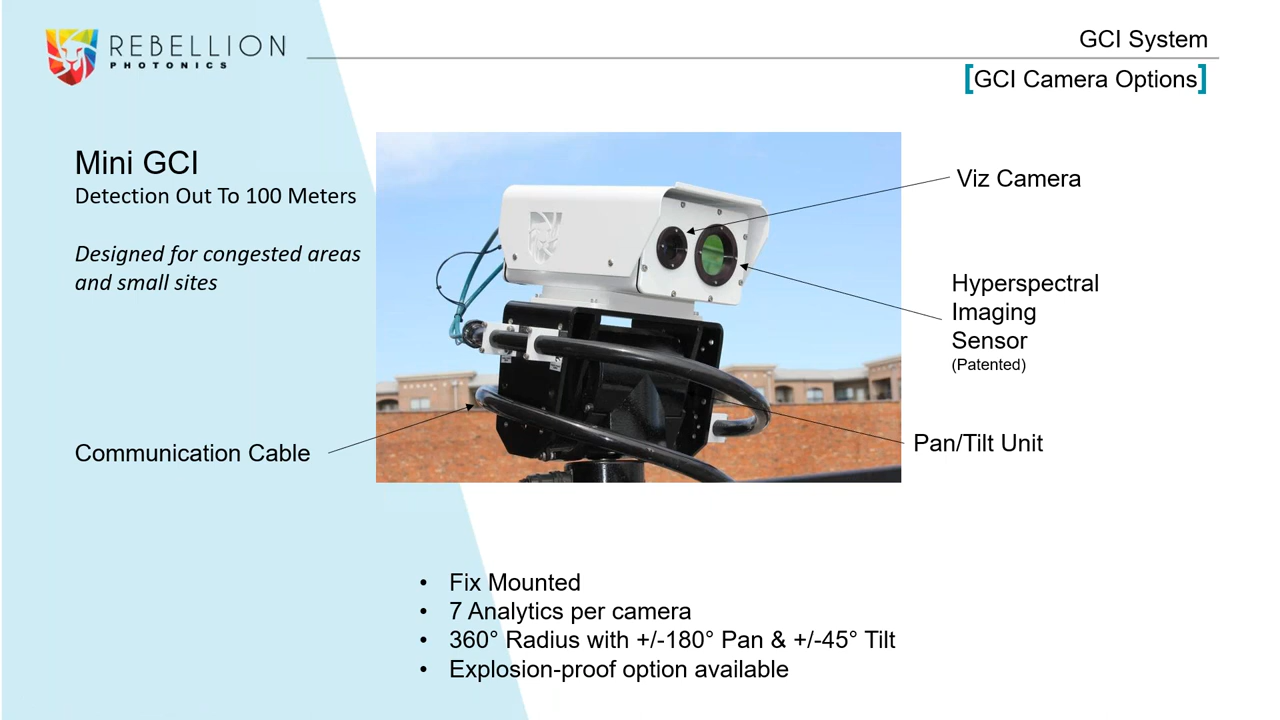 REBELLION
PHOTONICS
GCI System
[GCI Camera Options]
Mini GCI
Detection Out To 100 Meters
Designed for congested areas
and small sites
Viz Camera
Hyperspectral
Imaging
Sensor
(Patented)
Communication Cable
Pan/Tilt Unit
• Fix Mounted
• 7 Analytics per camera
• 360° Radius with +/-180° Pan & +/-45° Tilt
• Explosion-proof option available